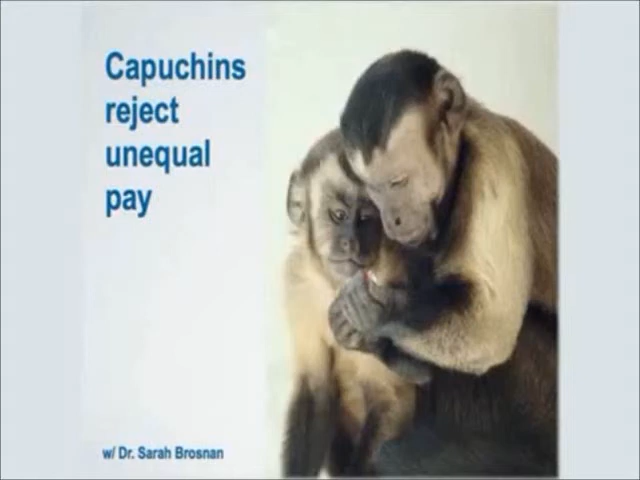 Capuchins
reject
unequal
pay
w/ Dr. Sarah Brosnan